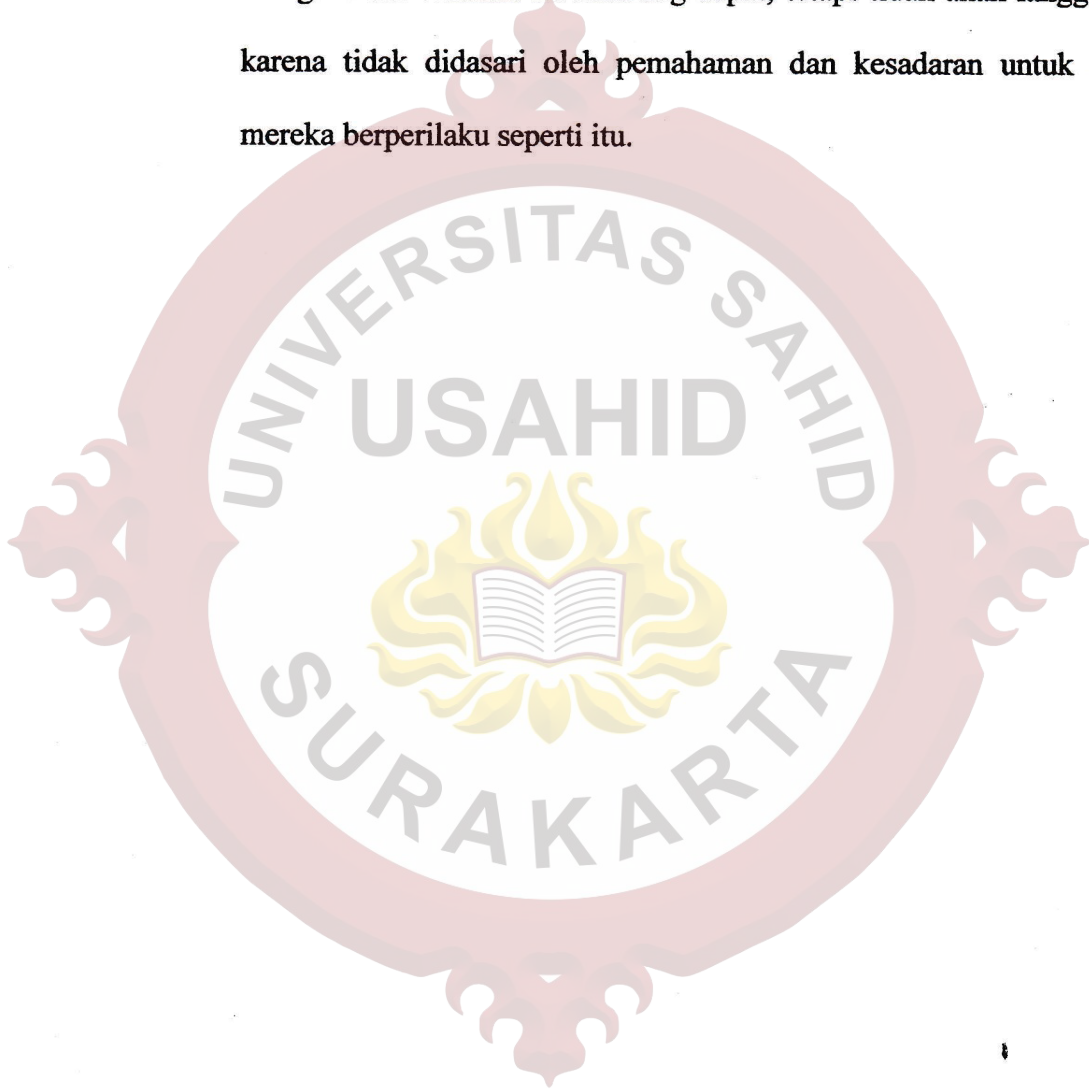 karena tidak didasari oleh pemahaman dan kesadaran untuk
mereka berperilaku seperti itu.
UNIVERSITAS SAHID
USAHID
SURAKARTA